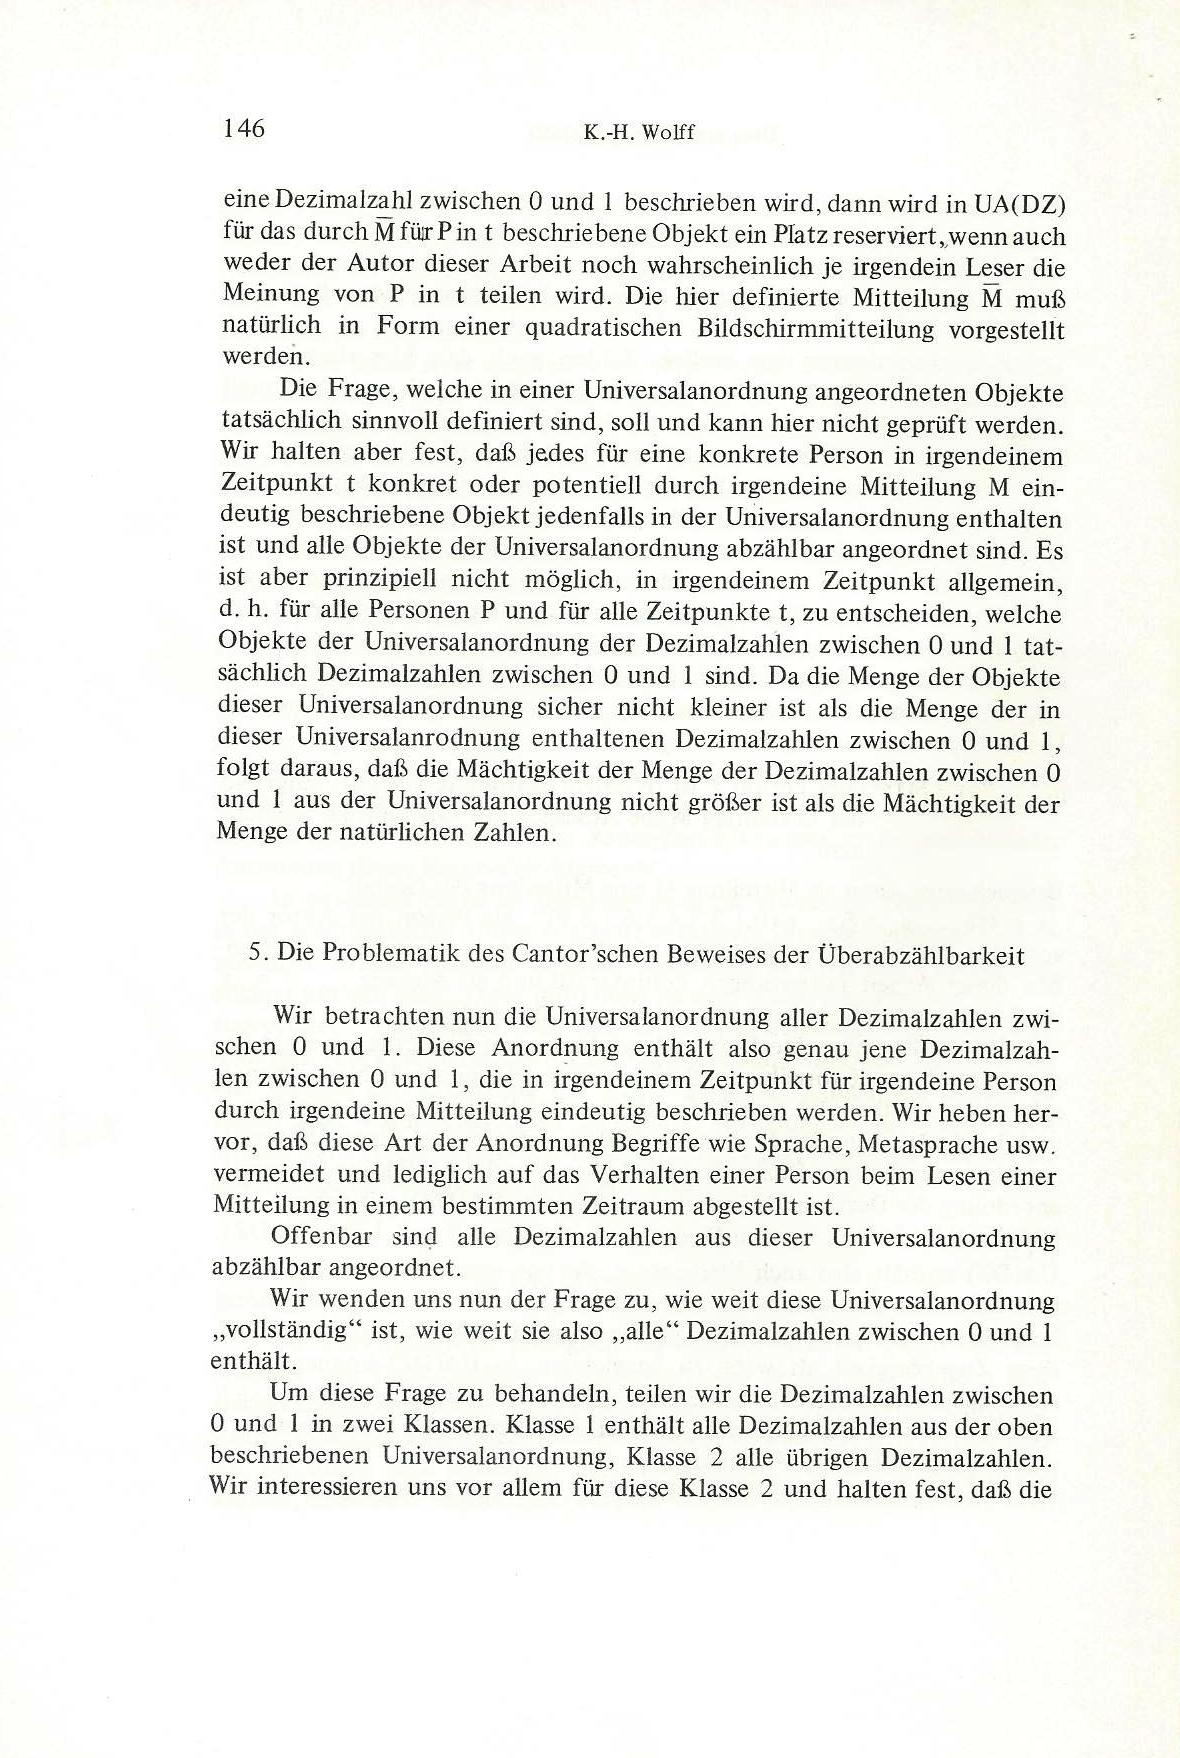 146
K.-H. Wolff
eine Dezimalzahl zwischen 0 und 1 beschrieben wird, dann wird in UA(DZ)
für das durch M̅ für P in t beschriebene Objekt ein Platz reserviert, wenn auch
weder der Autor dieser Arbeit noch wahrscheinlich je irgendein Leser die
Meinung von P in t teilen wird. Die hier definierte Mitteilung M̅ muß
natürlich in Form einer quadratischen Bildschirmmitteilung vorgestellt
werden.
Die Frage, welche in einer Universalanordnung angeordneten Objekte
tatsächlich sinnvoll definiert sind, soll und kann hier nicht geprüft werden.
Wir halten aber fest, daß jedes für eine konkrete Person in irgendeinem
Zeitpunkt t konkret oder potentiell durch irgendeine Mitteilung M ein-
deutig beschriebene Objekt jedenfalls in der Universalanordnung enthalten
ist und alle Objekte der Universalanordnung abzählbar angeordnet sind. Es
ist aber prinzipiell nicht möglich, in irgendeinem Zeitpunkt allgemein,
d. h. für alle Personen P und für alle Zeitpunkte t, zu entscheiden, welche
Objekte der Universalanordnung der Dezimalzahlen zwischen 0 und 1 tat-
sächlich Dezimalzahlen zwischen 0 und 1 sind. Da die Menge der Objekte
dieser Universalanordnung sicher nicht kleiner ist als die Menge der in
dieser Universalanrodnung enthaltenen Dezimalzahlen zwischen 0 und 1,
folgt daraus, daß die Mächtigkeit der Menge der Dezimalzahlen zwischen 0
und 1 aus der Universalanordnung nicht größer ist als die Mächtigkeit der
Menge der natürlichen Zahlen.
5. Die Problematik des Cantor’schen Beweises der Überabzählbarkeit
Wir betrachten nun die Universalanordnung aller Dezimalzahlen zwi-
schen 0 und 1. Diese Anordnung enthält also genau jene Dezimalzah-
len zwischen 0 und 1, die in irgendeinem Zeitpunkt für irgendeine Person
durch irgendeine Mitteilung eindeutig beschrieben werden. Wir heben her-
vor, daß diese Art der Anordnung Begriffe wie Sprache, Metasprache usw.
vermeidet und lediglich auf das Verhalten einer Person beim Lesen einer
Mitteilung in einem bestimmten Zeitraum abgestellt ist.
Offenbar sind alle Dezimalzahlen aus dieser Universalanordnung
abzählbar angeordnet.
Wir wenden uns nun der Frage zu, wie weit diese Universalanordnung
„vollständig“ ist, wie weit sie also „alle“ Dezimalzahlen zwischen 0 und 1
enthält.
Um diese Frage zu behandeln, teilen wir die Dezimalzahlen zwischen
0 und 1 in zwei Klassen. Klasse 1 enthält alle Dezimalzahlen aus der oben
beschriebenen Universalanordnung, Klasse 2 alle übrigen Dezimalzahlen.
Wir interessieren uns vor allem für diese Klasse 2 und halten fest, daß die